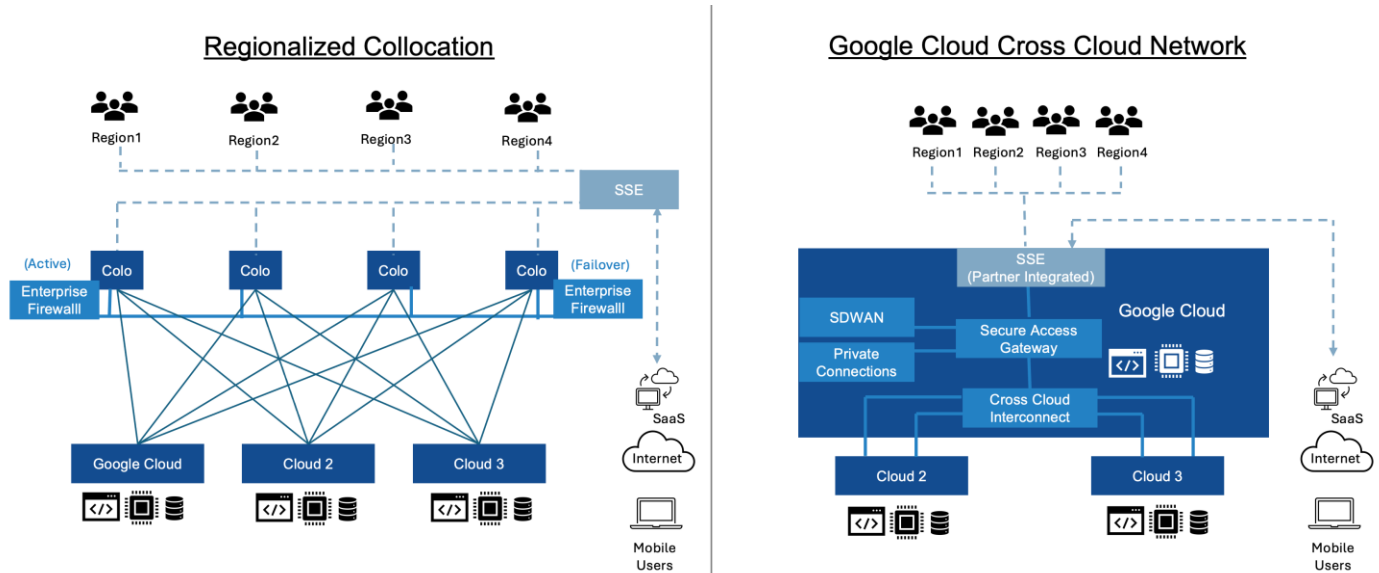 Regionalized Collocation
Region1
Region2
Region3
Region4
SSE
(Active)
Colo
Colo
Colo
Colo
(Failover)
Enterprise
Firewalll
Enterprise
Firewalll
SaaS
Google Cloud
Cloud 2
Cloud 3
Internet
</>
</>
</>
Mobile
Users
Google Cloud Cross Cloud Network
Region1
Region2
Region3
Region4
SSE
(Partner Integrated)
Google Cloud
SDWAN
Secure Access
Gateway
Private
Connections
</>
Cross Cloud
Interconnect
SaaS
Internet
Cloud 2
Cloud 3
</>
</>
Mobile
Users